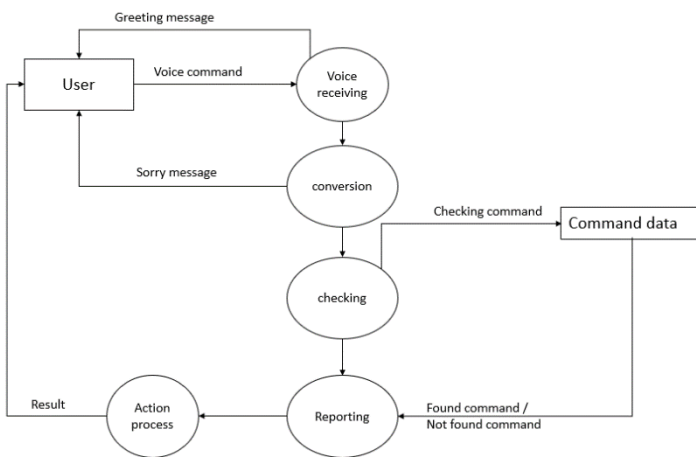 Greeting message
User
Voice command
Voice
receiving
Sorry message
conversion
Checking command
Command data
checking
Result
Action
process
Reporting
Found command /
Not found command